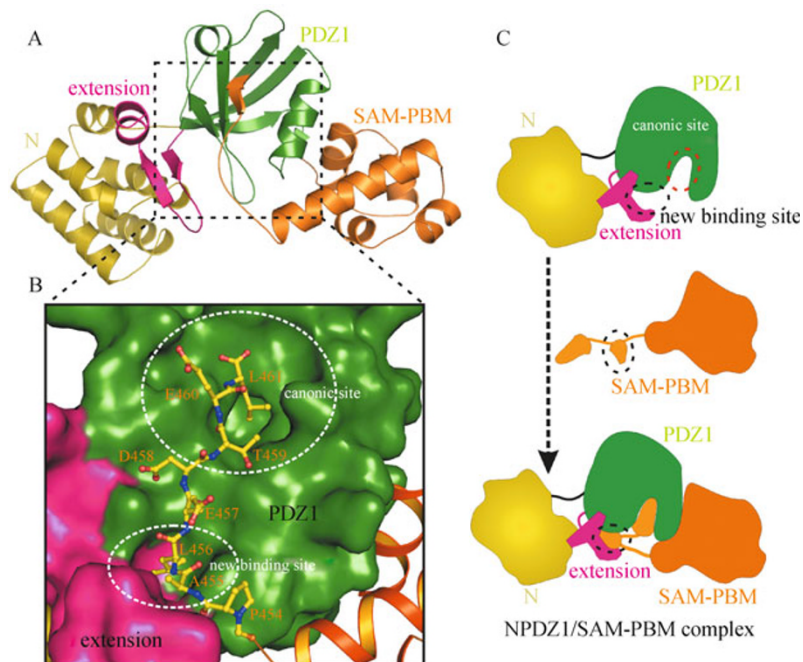 A
PDZ1
extension
N
SAM-PBM
B
E460
L461
canonic site
D458
T459
E457
PDZ1
L456
new binding site
A455
P454
extension
C
PDZ1
canonic site
N
new binding site
extension
SAM-PBM
PDZ1
N
extension
SAM-PBM
NPDZ1/SAM-PBM complex